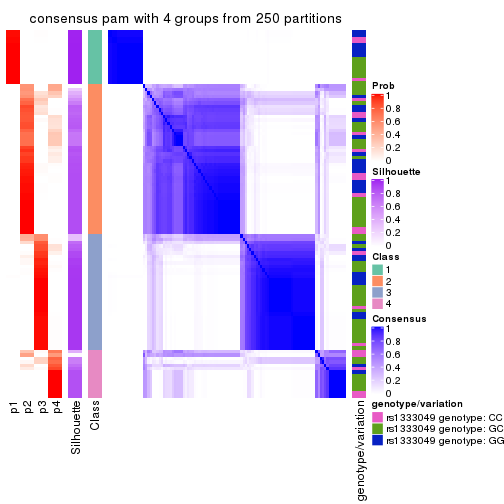 consensus pam with 4 groups from 250 partitions
p1
p2
p3
p4
Silhouette
Class
genotype/variation
Prob
1
0.8
0.6
0.4
0.2
0
Silhouette
1
0.8
0.6
0.4
0.2
0
Class
1
2
3
4
Consensus
1
0.8
0.6
0.4
0.2
0
genotype/variation
rs1333049 genotype: CC
rs1333049 genotype: GC
rs1333049 genotype: GG